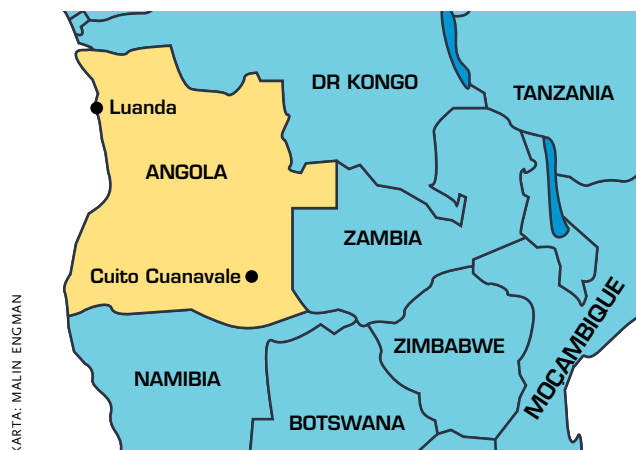 DR KONGO
TANZANIA
Luanda
ANGOLA
ZAMBIA
Cuito Cuanavale
ZIMBABWE
MOÇAMBIQUE
NAMIBIA
BOTSWANA
KARTA: MALIN ENGMAN